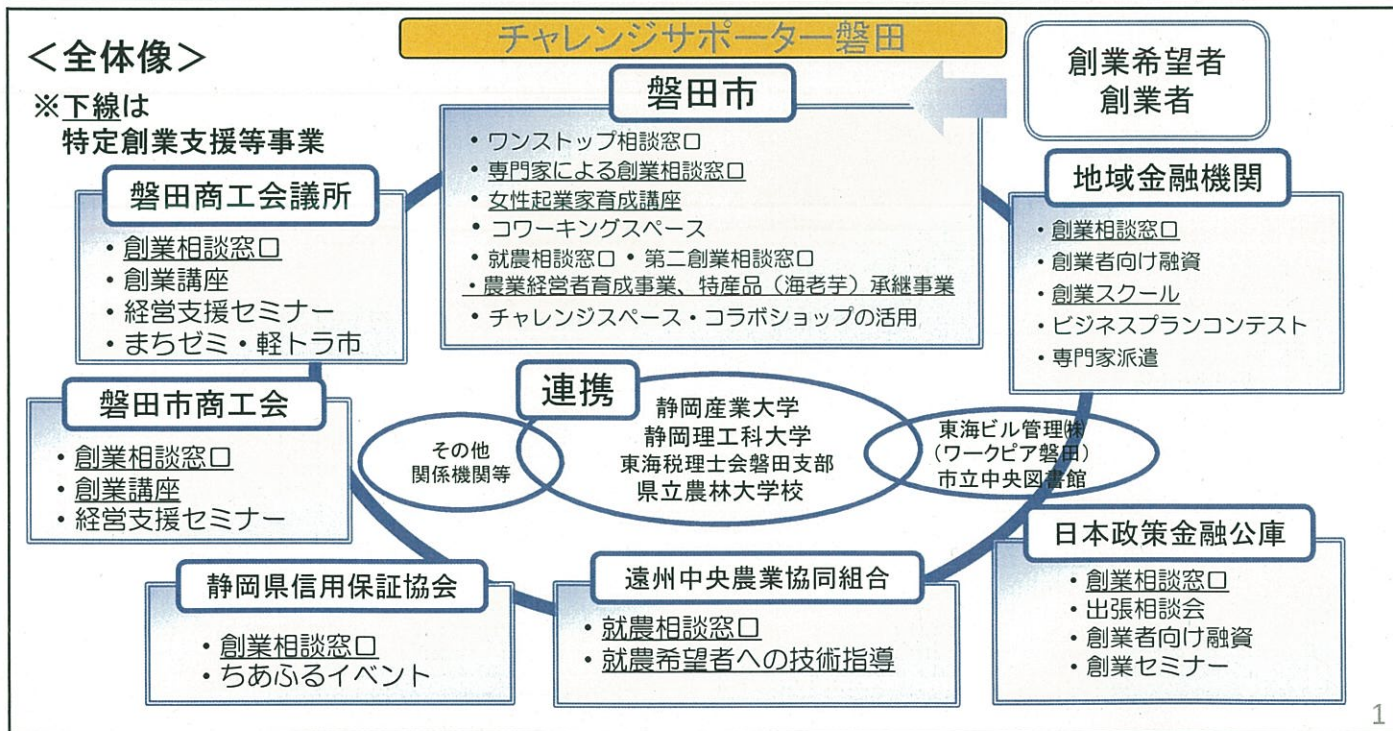 チャレンジサポーター磐田
＜全体像＞
※下線は
特定創業支援等事業
創業希望者
創業者
磐田市
・ワンストップ相談窓口
・専門家による創業相談窓口
・女性起業家育成講座
・コワーキングスペース
・就農相談窓口・第二創業相談窓口
・農業経営者育成事業、特産品（海老芋）承継事業
・チャレンジスペース・コラボショップの活用
磐田商工会議所
・創業相談窓口
・創業講座
・経営支援セミナー
・まちゼミ・軽トラ市
地域金融機関
・創業相談窓口
・創業者向け融資
・創業スクール
・ビジネスプランコンテスト
・専門家派遣
磐田市商工会
・創業相談窓口
・創業講座
・経営支援セミナー
連携
その他
関係機関等
静岡産業大学
静岡理工科大学
東海税理士会磐田支部
県立農林大学校
東海ビル管理㈱
（ワークピア磐田）
市立中央図書館
静岡県信用保証協会
・創業相談窓口
・ちあふるイベント
遠州中央農業協同組合
・就農相談窓口
・就農希望者への技術指導
日本政策金融公庫
・創業相談窓口
・出張相談会
・創業者向け融資
・創業セミナー
1